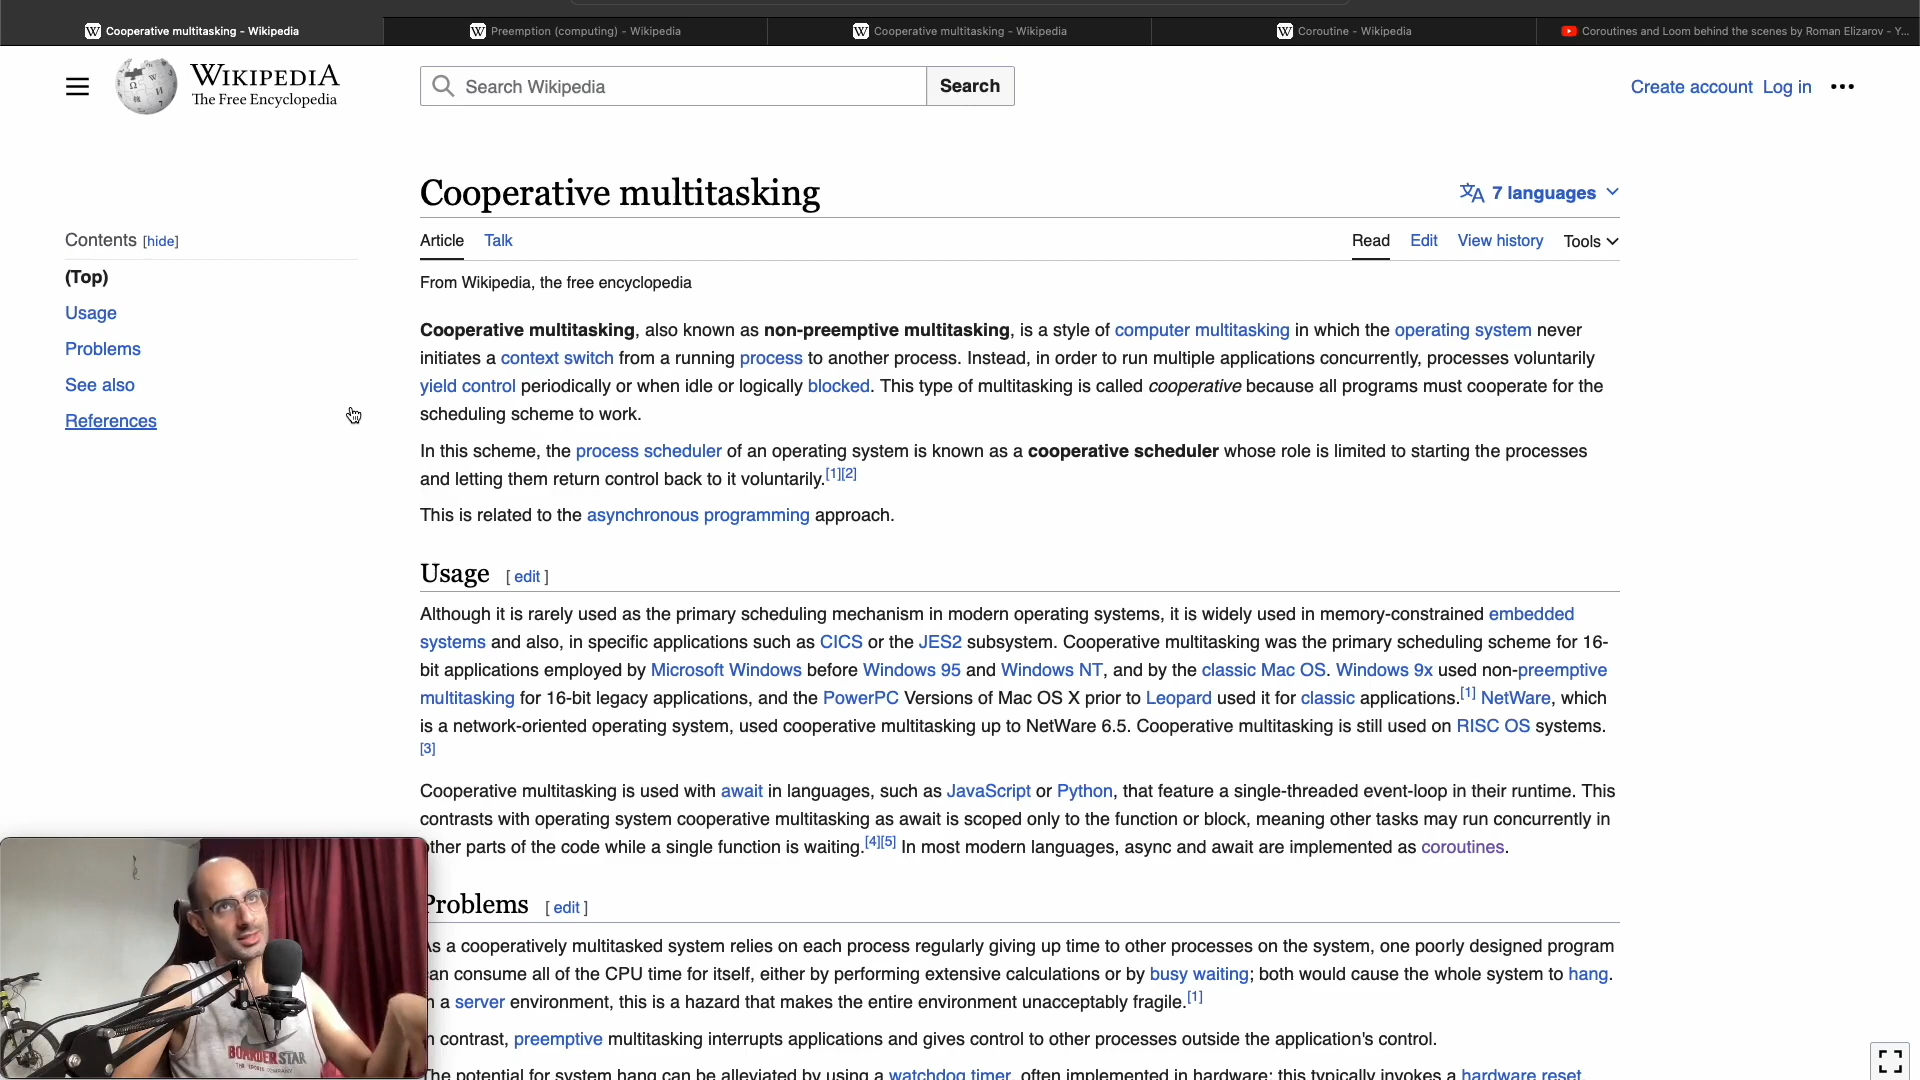 Cooperative multitasking - Wikipedia
Preemption (computing) - Wikipedia
Cooperative multitasking - Wikipedia
Coroutine - Wikipedia
Coroutines and Loom behind the scenes by Roman Elizarov - Y...
WIKIPEDIA
The Free Encyclopedia
Search Wikipedia
Search
Create account Log in
Cooperative multitasking
7 languages
Contents [hide]
(Top)
Usage
Problems
See also
References
Article Talk
Read Edit View history Tools
From Wikipedia, the free encyclopedia
Cooperative multitasking, also known as non-preemptive multitasking, is a style of computer multitasking in which the operating system never
initiates a context switch from a running process to another process. Instead, in order to run multiple applications concurrently, processes voluntarily
yield control periodically or when idle or logically blocked. This type of multitasking is called cooperative because all programs must cooperate for the
scheduling scheme to work.
In this scheme, the process scheduler of an operating system is known as a cooperative scheduler whose role is limited to starting the processes
and letting them return control back to it voluntarily.[1][2]
This is related to the asynchronous programming approach.
Usage [ edit ]
Although it is rarely used as the primary scheduling mechanism in modern operating systems, it is widely used in memory-constrained embedded
systems and also, in specific applications such as CICS or the JES2 subsystem. Cooperative multitasking was the primary scheduling scheme for 16-
bit applications employed by Microsoft Windows before Windows 95 and Windows NT, and by the classic Mac OS. Windows 9x used non-preemptive
multitasking for 16-bit legacy applications, and the PowerPC Versions of Mac OS X prior to Leopard used it for classic applications.[1] NetWare, which
is a network-oriented operating system, used cooperative multitasking up to NetWare 6.5. Cooperative multitasking is still used on RISC OS systems.
[3]
Cooperative multitasking is used with await in languages, such as JavaScript or Python, that feature a single-threaded event-loop in their runtime. This
contrasts with operating system cooperative multitasking as await is scoped only to the function or block, meaning other tasks may run concurrently in
other parts of the code while a single function is waiting.[4][5] In most modern languages, async and await are implemented as coroutines.
Problems [ edit ]
As a cooperatively multitasked system relies on each process regularly giving up time to other processes on the system, one poorly designed program
can consume all of the CPU time for itself, either by performing extensive calculations or by busy waiting; both would cause the whole system to hang.
a server environment, this is a hazard that makes the entire environment unacceptably fragile.[1]
contrast, preemptive multitasking interrupts applications and gives control to other processes outside the application's control.
The potential for system hang can be alleviated by using a watchdog timer, often implemented in hardware; this typically invokes a hardware reset.
BOARDERSTAR